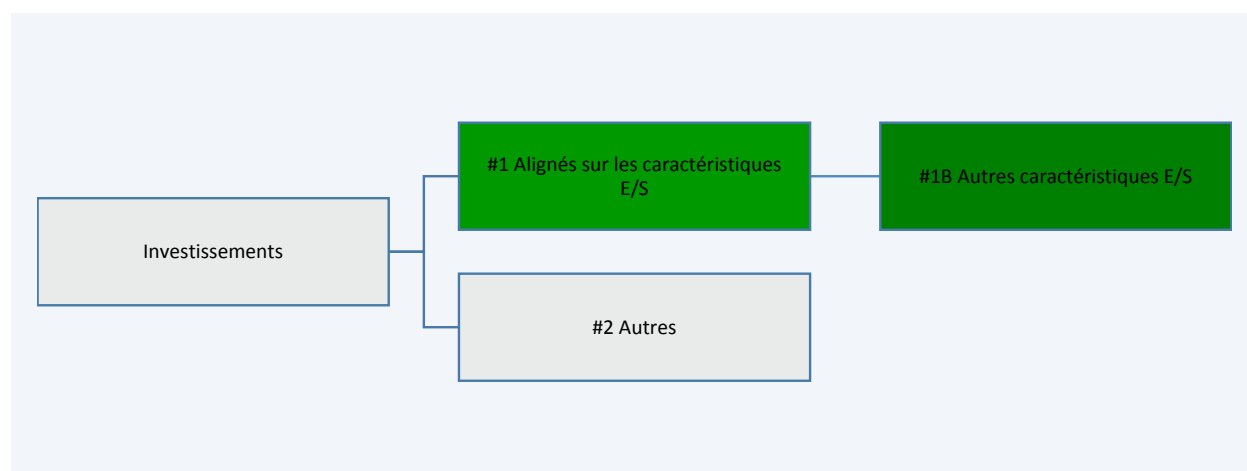 #1 Alignés sur les caractéristiques
E/S
#1B Autres caractéristiques E/S
Investissements
#2 Autres